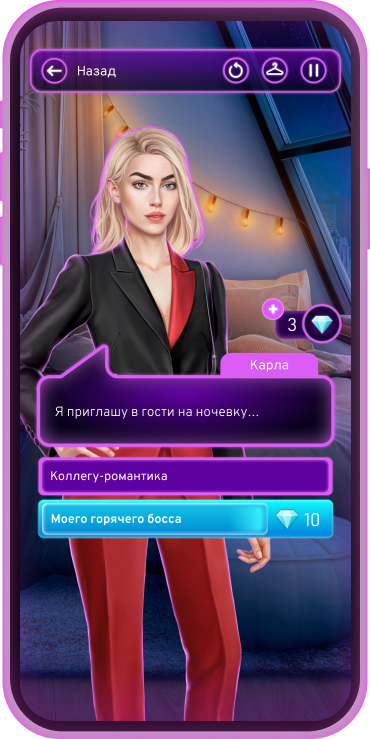 Назад
3
Карла
Я приглашу в гости на ночевку...
Коллегу-романтика
Моего горячего босса
10